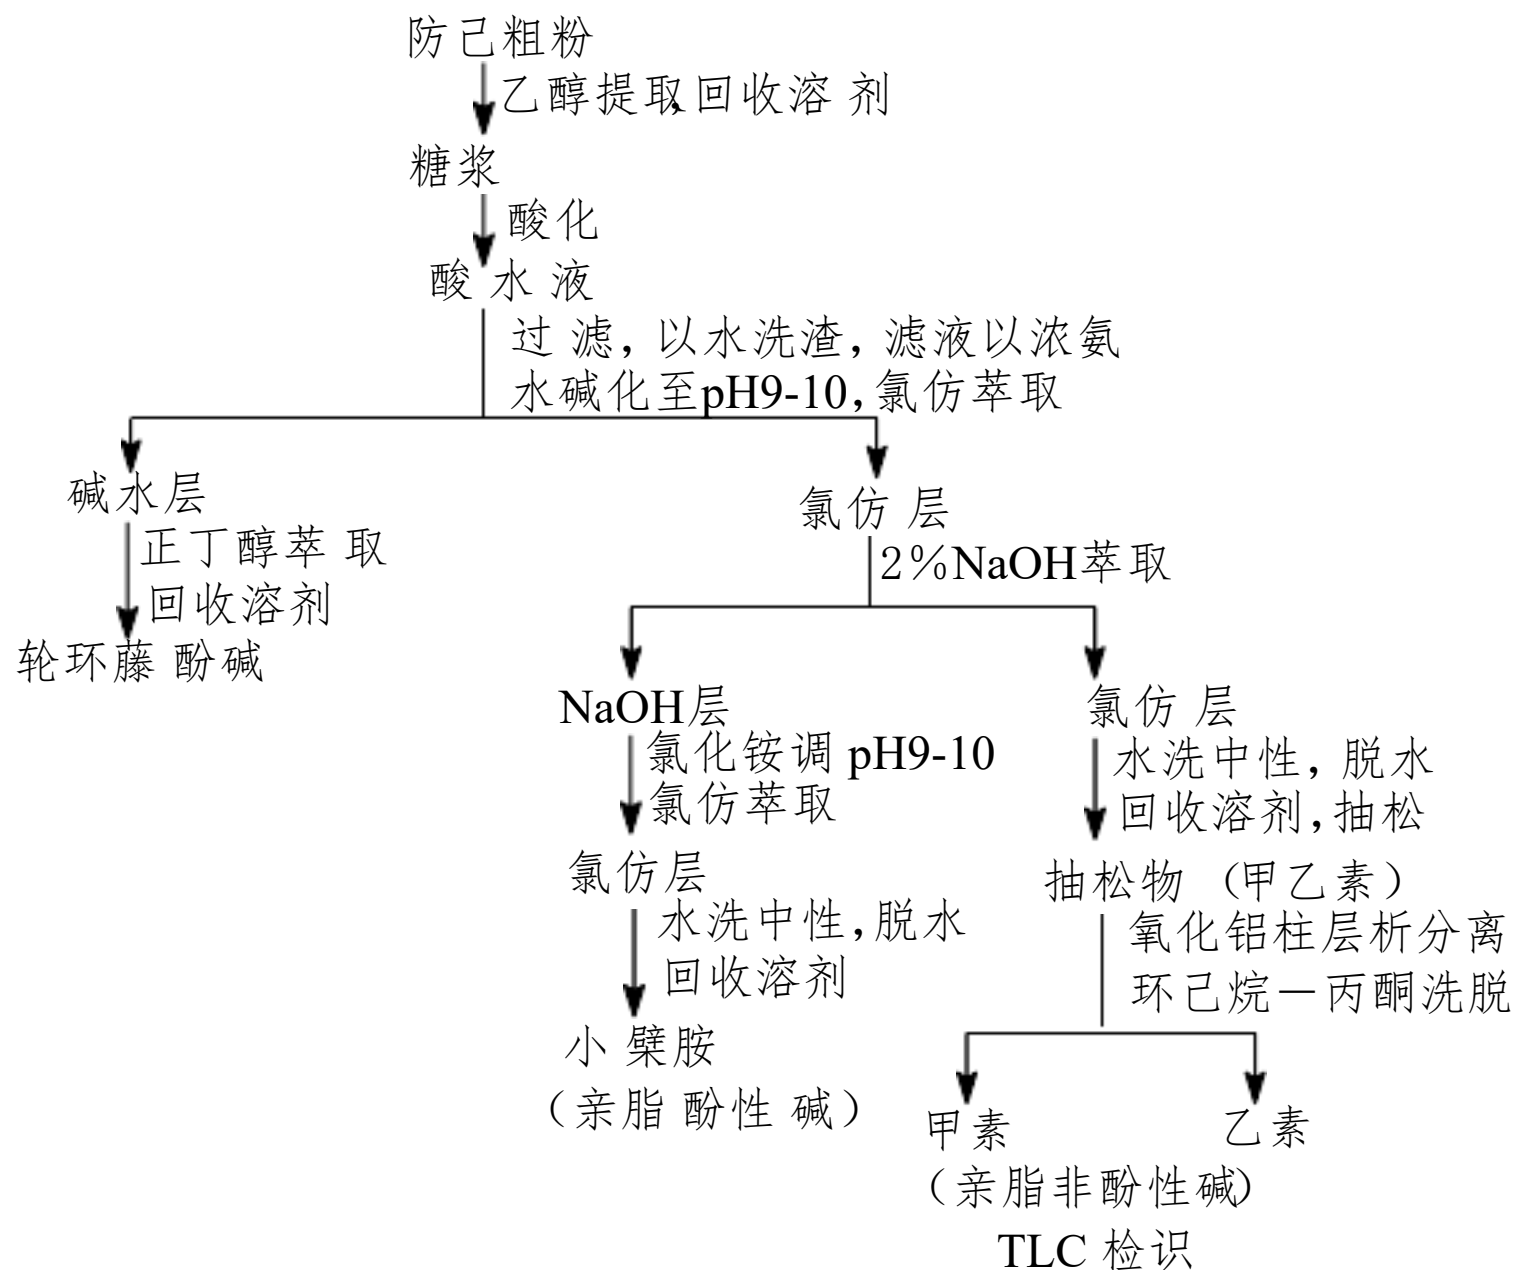 防己粗粉
乙醇提取,回收溶 剂
糖浆
酸化
酸 水 液
过 滤, 以水洗渣, 滤液以浓氨
水碱化至pH9-10, 氯仿萃取
碱水层
正丁醇萃 取
回收溶剂
轮环藤 酚碱
氯仿 层
2%NaOH萃取
NaOH层
氯化铵调 pH9-10
氯仿萃取
氯仿层
水洗中性, 脱水
回收溶剂
小 檗胺
(亲脂 酚性 碱)
氯仿 层
水洗中性, 脱水
回收溶剂, 抽松
抽松物 (甲乙素)
氧化铝柱层析分离
环己烷－丙酮洗脱
甲素
乙素
(亲脂非酚性碱)
TLC 检识